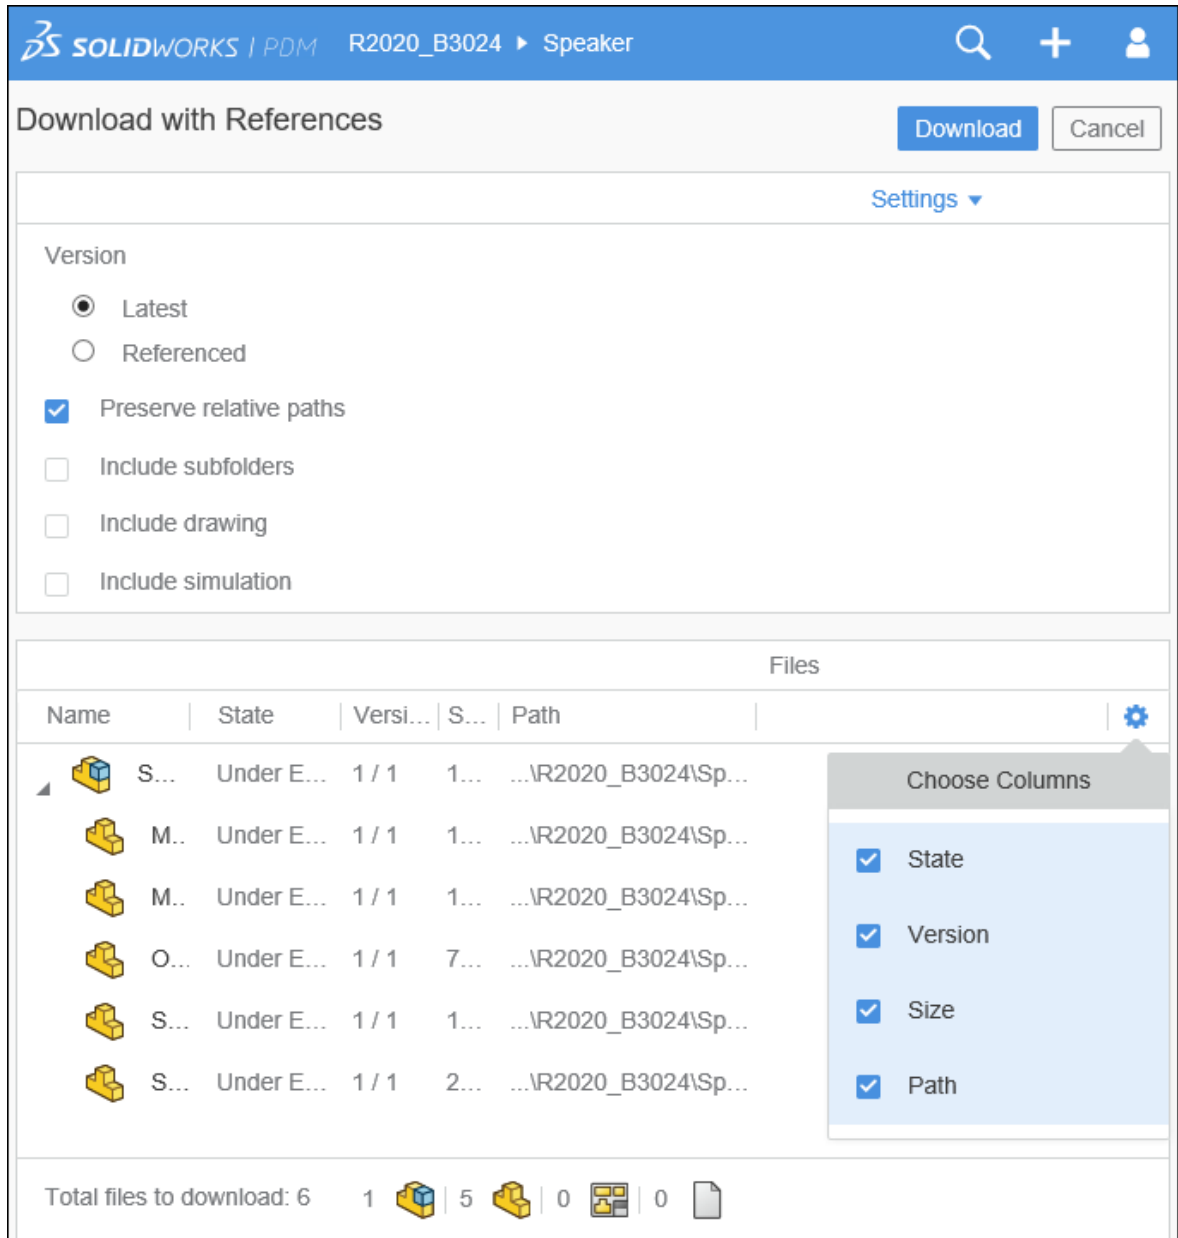 SOLIDWORKS | PDM R2020_B3024 ▸ Speaker
Download with References
Download Cancel
Settings
Version
Latest
Referenced
Preserve relative paths
Include subfolders
Include drawing
Include simulation
Files
Name State Versi... S... Path
S... Under E... 1 / 1 1... ...\R2020_B3024\Sp...
Choose Columns
M.. Under E... 1 / 1 1... ...\R2020_B3024\Sp...
State
M.. Under E... 1 / 1 1... ...\R2020_B3024\Sp...
Version
O... Under E... 1 / 1 7... ...\R2020_B3024\Sp...
Size
S... Under E... 1 / 1 1... ...\R2020_B3024\Sp...
Path
S... Under E... 1 / 1 2... ...\R2020_B3024\Sp...
Total files to download: 6 1 5 0 0